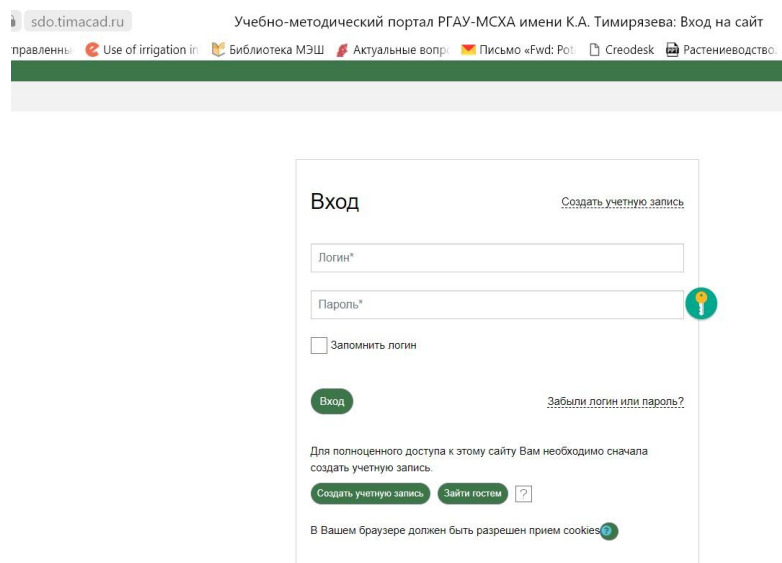 sdo.timacad.ru Учебно-методический портал РГАУ-МСХА имени К.А. Тимирязева: Вход на сайт
Use of irrigation in Библиотека МЭШ Актуальные вопр Письмо «Fwd: Pot Creodesk Растениеводство.
Вход Создать учетную запись
Логин*
Пароль*
Запомнить логин
Вход Забыли логин или пароль?
Для полноценного доступа к этому сайту Вам необходимо сначала
создать учетную запись.
Создать учетную запись Зайти гостем ?
В Вашем браузере должен быть разрешен прием cookies ?